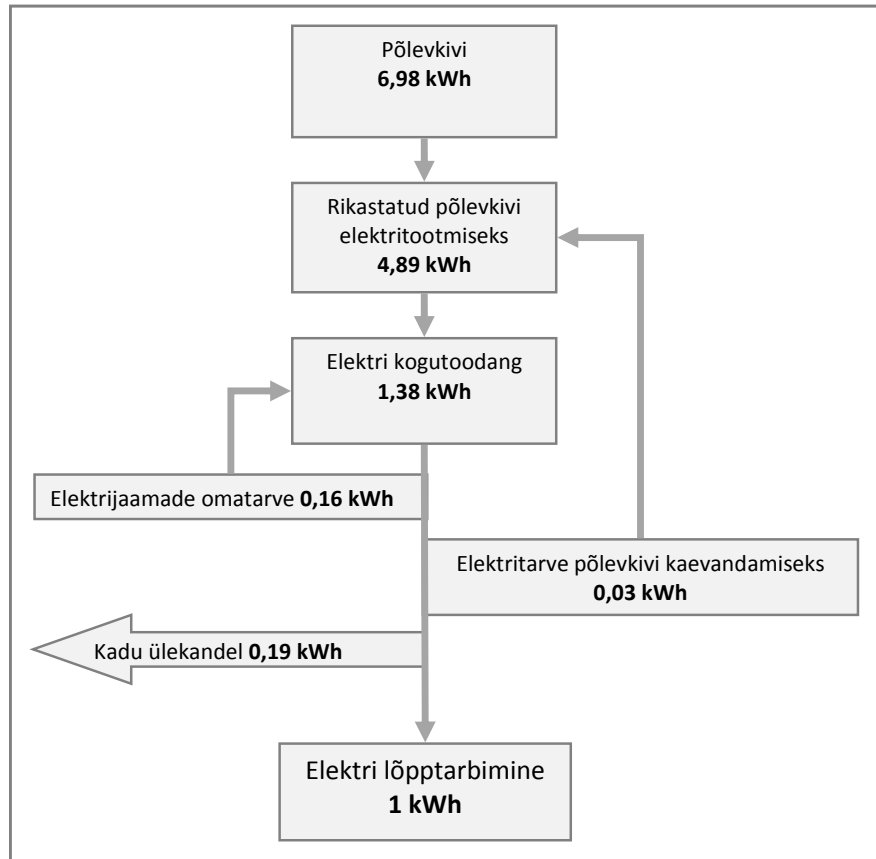 Põlevkivi
6,98 kWh
Rikastatud põlevkivi
elektritootmiseks
4,89 kWh
Elektri kogutoodang
1,38 kWh
Elektrijaamade omatarve 0,16 kWh
Elektritarve põlevkivi kaevandamiseks
0,03 kWh
Kadu ülekandel 0,19 kWh
Elektri lõpptarbimine
1 kWh